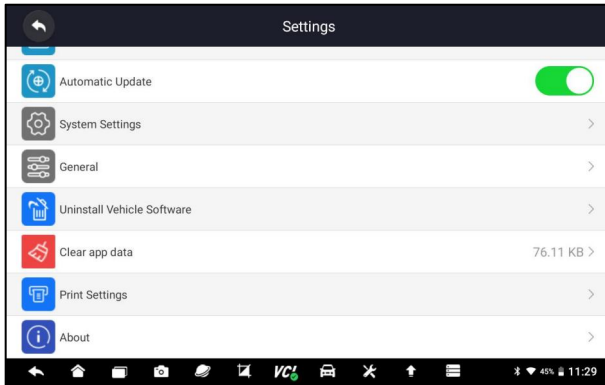 Settings
Automatic Update
System Settings
General
Uninstall Vehicle Software
Clear app data 76.11 KB
Print Settings
About
VCI 45% 11:29